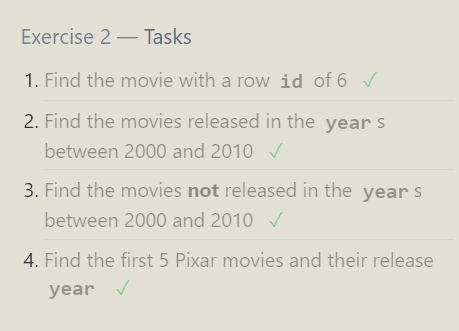 Exercise 2 — Tasks
1. Find the movie with a row id of 6 ✓
2. Find the movies released in the year s
between 2000 and 2010 ✓
3. Find the movies not released in the year s
between 2000 and 2010 ✓
4. Find the first 5 Pixar movies and their release
year ✓